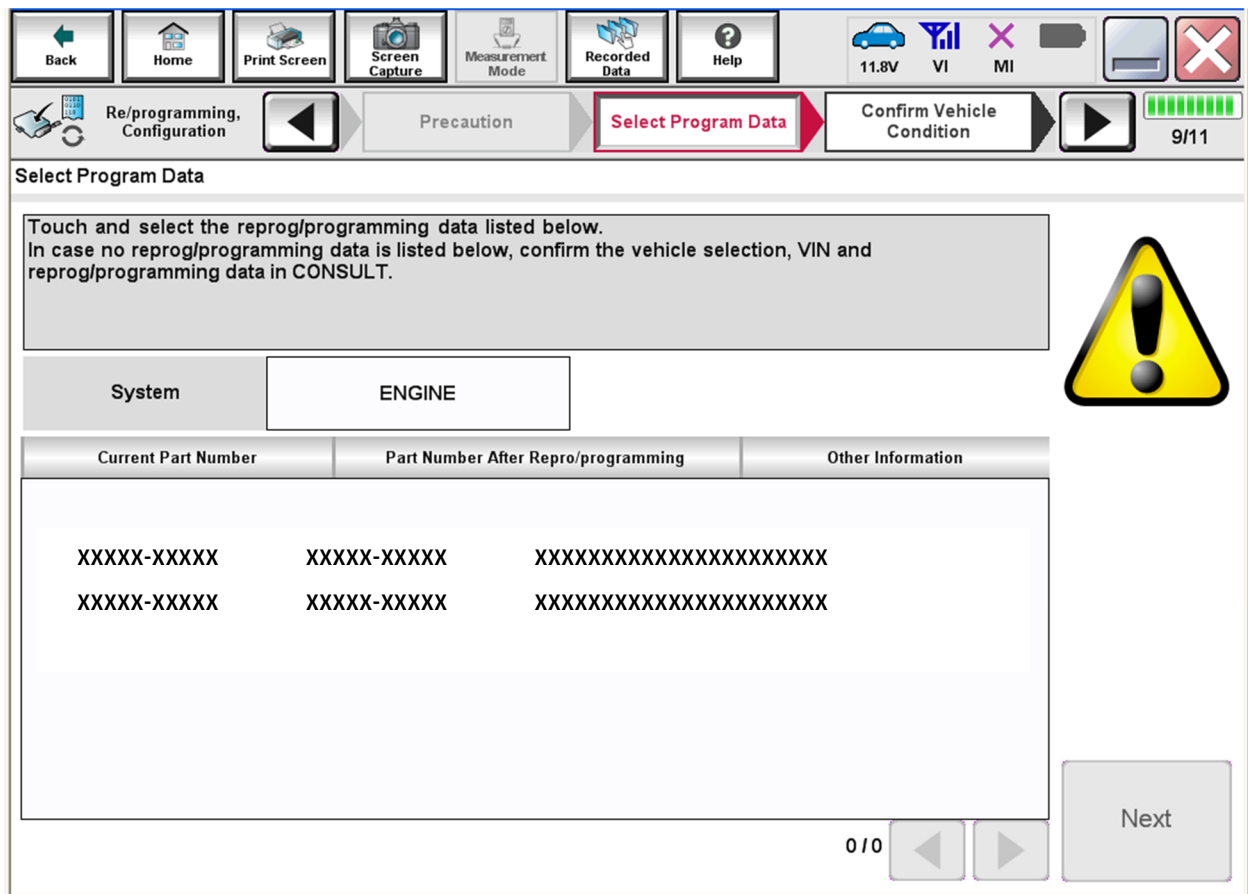 Back
Home
Print Screen
Screen
Capture
Measurement
Mode
Recorded
Data
Help
11.8V
VI
MI
Re/programming,
Configuration
Precaution
Select Program Data
Confirm Vehicle
Condition
9/11
Select Program Data
Touch and select the reprog/programming data listed below.
In case no reprog/programming data is listed below, confirm the vehicle selection, VIN and
reprog/programming data in CONSULT.
System
ENGINE
Current Part Number
Part Number After Repro/programming
Other Information
XXXXX-XXXXX XXXXX-XXXXX XXXXXXXXXXXXXXXXXXXXXX
XXXXX-XXXXX XXXXX-XXXXX XXXXXXXXXXXXXXXXXXXXXX
0/0
Next